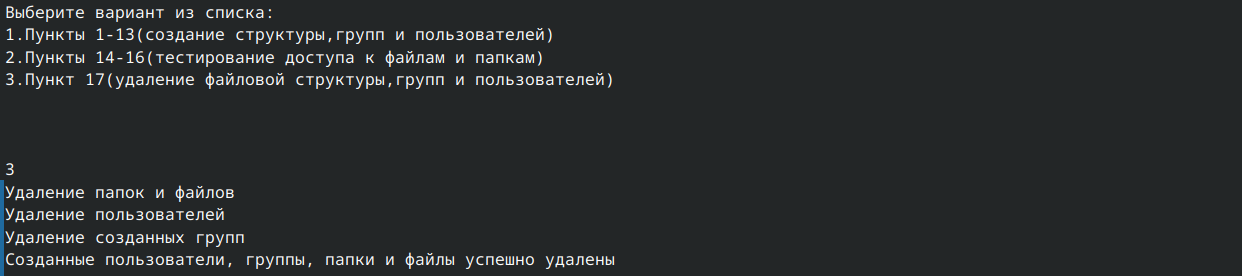 Выберите вариант из списка:
1.Пункты 1-13(создание структуры,групп и пользователей)
2.Пункты 14-16(тестирование доступа к файлам и папкам)
3.Пункт 17(удаление файловой структуры,групп и пользователей)
3
Удаление папок и файлов
Удаление пользователей
Удаление созданных групп
Созданные пользователи, группы, папки и файлы успешно удалены